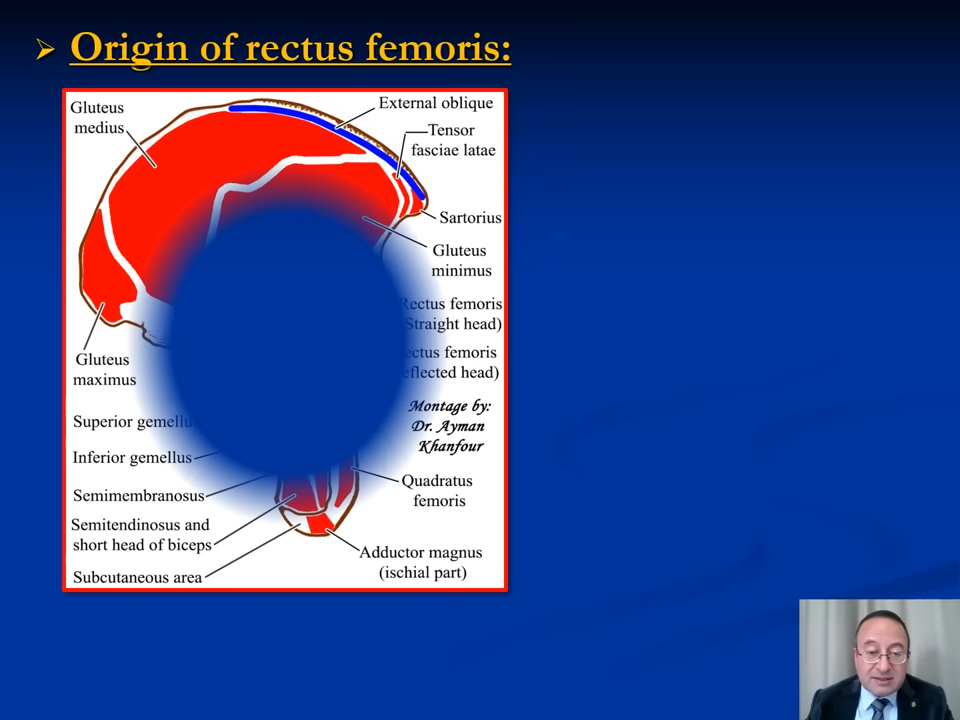 Origin of rectus femoris:
Gluteus
medius
External oblique
Tensor
fasciae latae
Sartorius
Gluteus
minimus
Rectus femoris
Straight head)
femoris
head)
Gluteus
maximus
Superior
Inferior gemellus
Semimembranosus
Semitendinosus and
short head of biceps
Subcutaneous area
Montage by:
Dr. Ayman
Khanfour
Quadratus
femoris
Adductor magnus
(ischial part)